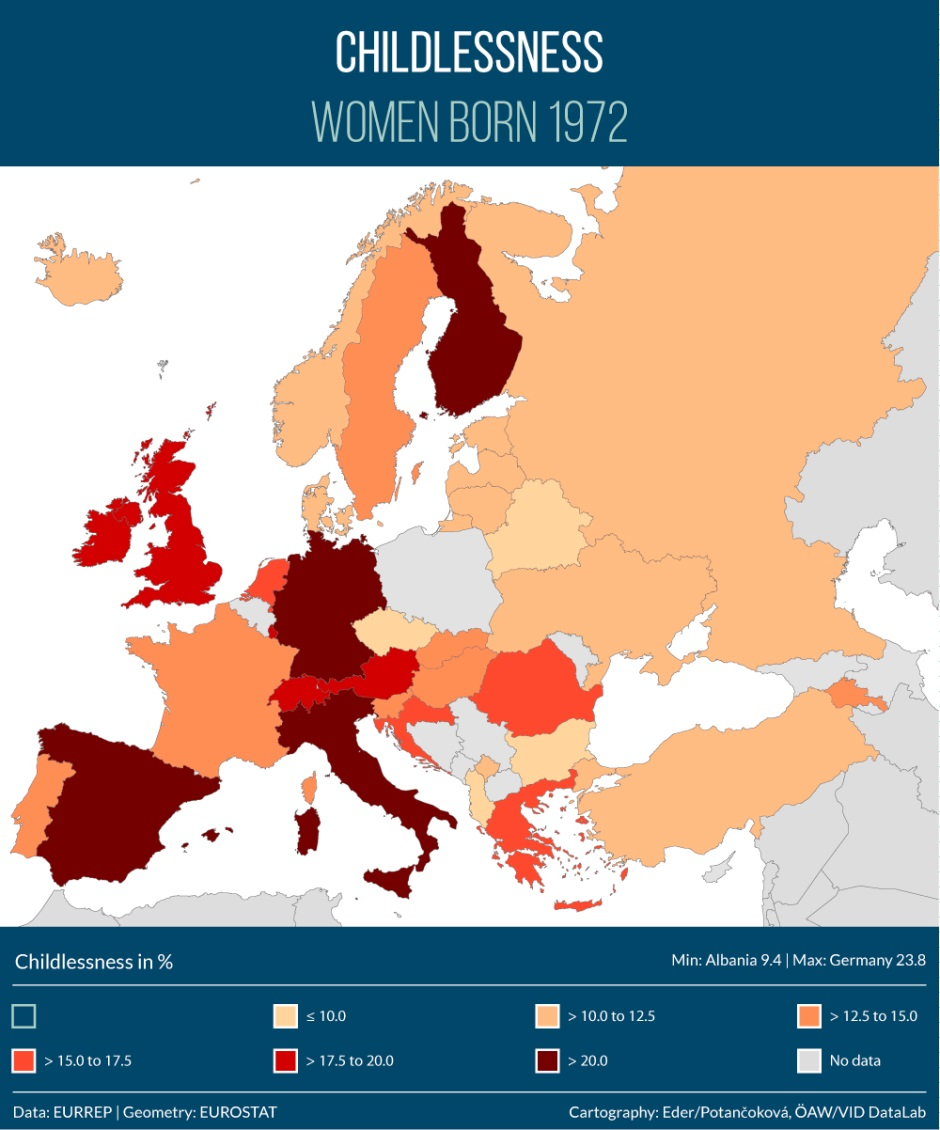 CHILDLESSNESS
WOMEN BORN 1972
Childlessness in %
Min: Albania 9.4 | Max: Germany 23.8
≤ 10.0
> 10.0 to 12.5
> 12.5 to 15.0
> 15.0 to 17.5
> 17.5 to 20.0
> 20.0
No data
Data: EURREP | Geometry: EUROSTAT
Cartography: Eder/Potančoková, ÖAW/VID DataLab